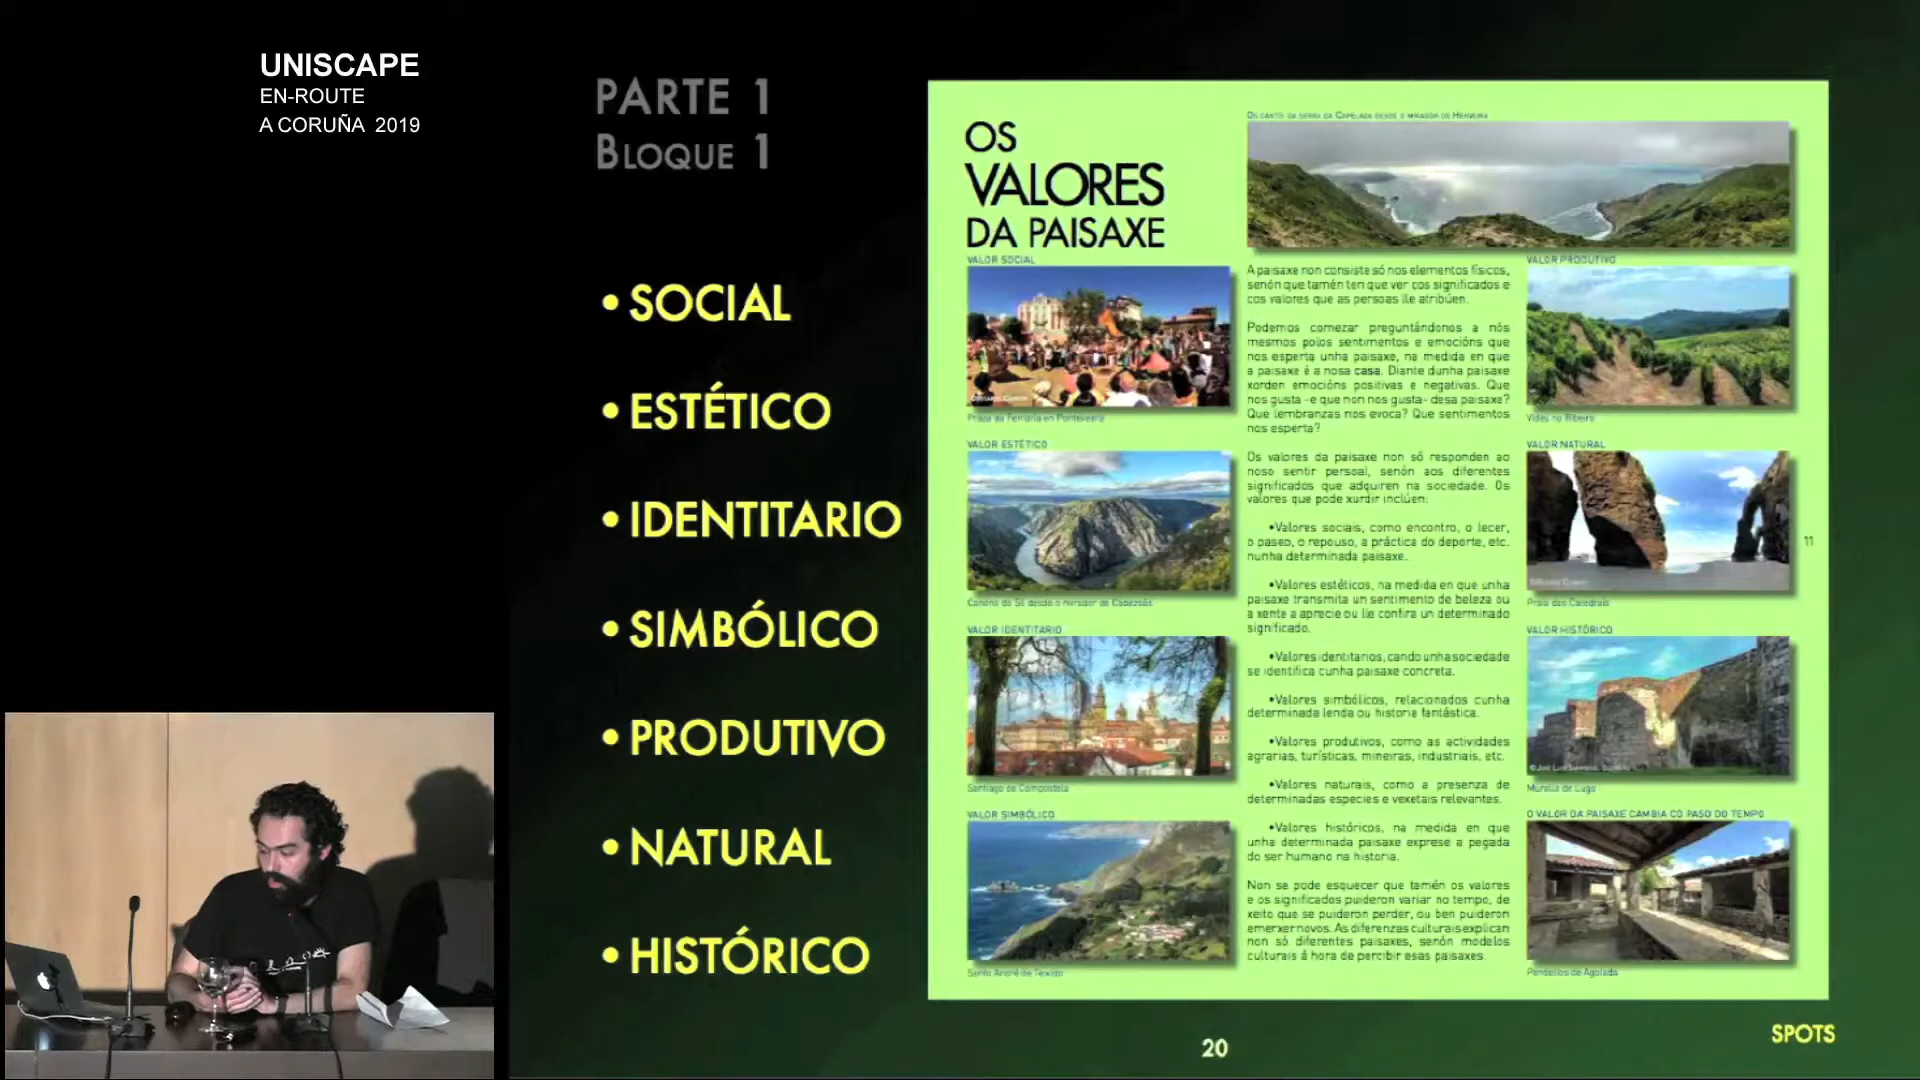 UNISCAPE
EN-ROUTE
A CORUÑA 2019
PARTE 1
BLOQUE 1
• SOCIAL
• ESTÉTICO
• IDENTITARIO
• SIMBÓLICO
• PRODUTIVO
• NATURAL
• HISTÓRICO
OS
VALORES
DA PAISAXE
OS CANTÍS DA SERRA DA CAPELADA DESDE O MIRADOR DE HERBEIRA
VALOR SOCIAL
Praza da Ferraría en Pontevedra
VALOR ESTÉTICO
Canóns do Sil desde o mirador de Cabezoás
VALOR IDENTITARIO
Santiago de Compostela
VALOR SIMBÓLICO
Santo André de Teixido
A paisaxe non consiste só nos elementos físicos,
senón que tamén ten que ver cos significados e
cos valores que as persoas lle atribúen.
Podemos comezar preguntándonos a nós
mesmos polos sentimentos e emocións que
nos esperta unha paisaxe, na medida en que
a paisaxe é a nosa casa. Diante dunha paisaxe
xorden emocións positivas e negativas. Que
nos gusta -e que non nos gusta- desa paisaxe?
Que lembranzas nos evoca? Que sentimentos
nos esperta?
Os valores da paisaxe non só responden ao
noso sentir persoal, senón aos diferentes
significados que adquiren na sociedade. Os
valores que pode xurdir inclúen:
•Valores sociais, como encontro, o lecer,
o paseo, o repouso, a práctica do deporte, etc.
nunha determinada paisaxe.
•Valores estéticos, na medida en que unha
paisaxe transmita un sentimento de beleza ou
a xente a aprecie ou lle confira un determinado
significado.
•Valores identitarios, cando unha sociedade
se identifica cunha paisaxe concreta.
•Valores simbólicos, relacionados cunha
determinada lenda ou historia fantástica.
•Valores produtivos, como as actividades
agrarias, turísticas, mineiras, industriais, etc.
•Valores naturais, como a presenza de
determinadas especies e vexetais relevantes.
•Valores históricos, na medida en que
unha determinada paisaxe exprese a pegada
do ser humano na historia.
Non se pode esquecer que tamén os valores
e os significados puideron variar no tempo, de
xeito que se puideron perder, ou ben puideron
emerxer novos. As diferenzas culturais explican
non só diferentes paisaxes, senón modelos
culturais á hora de percibir esas paisaxes.
VALOR PRODUTIVO
Vides no Ribeiro
VALOR NATURAL
Praia das Catedrais
VALOR HISTÓRICO
Muralla de Lugo
O VALOR DA PAISAXE CAMBIA CO PASO DO TEMPO
Pendellos de Agolada
11
20
SPOTS